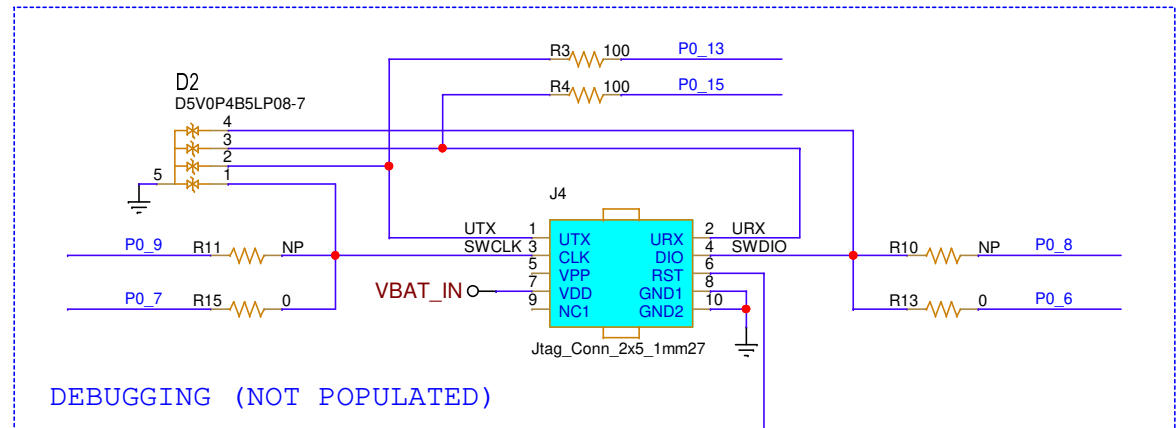 R3 100 P0_13
R4 100 P0_15
D2
D5V0P4B5LP08-7
4
3
2
5 1
J4
UTX 1 UTX URX 2 URX
SWCLK 3 CLK DIO 4 SWDIO
5 VPP RST 6
VBAT_IN 7 VDD GND1 8
9 NC1 GND2 10
P0_9 R11 NP
R10 NP P0_8
P0_7 R15 0
R13 0 P0_6
Jtag_Conn_2x5_1mm27
DEBUGGING (NOT POPULATED)